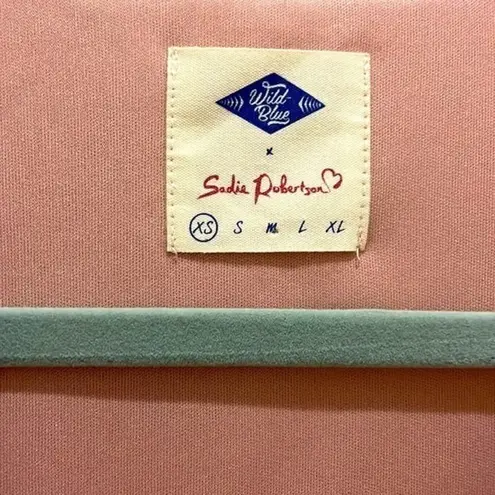 Wild-
Blue
x
Sadie Robertson
XS S M L XL